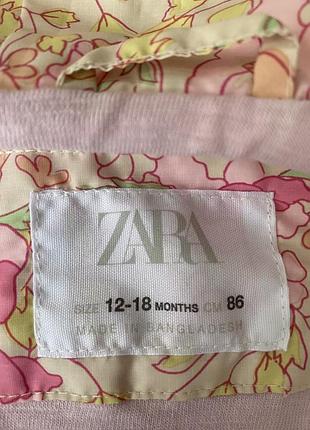 ZARA
SIZE 12-18 MONTHS CM 86
MADE IN BANGLADESH